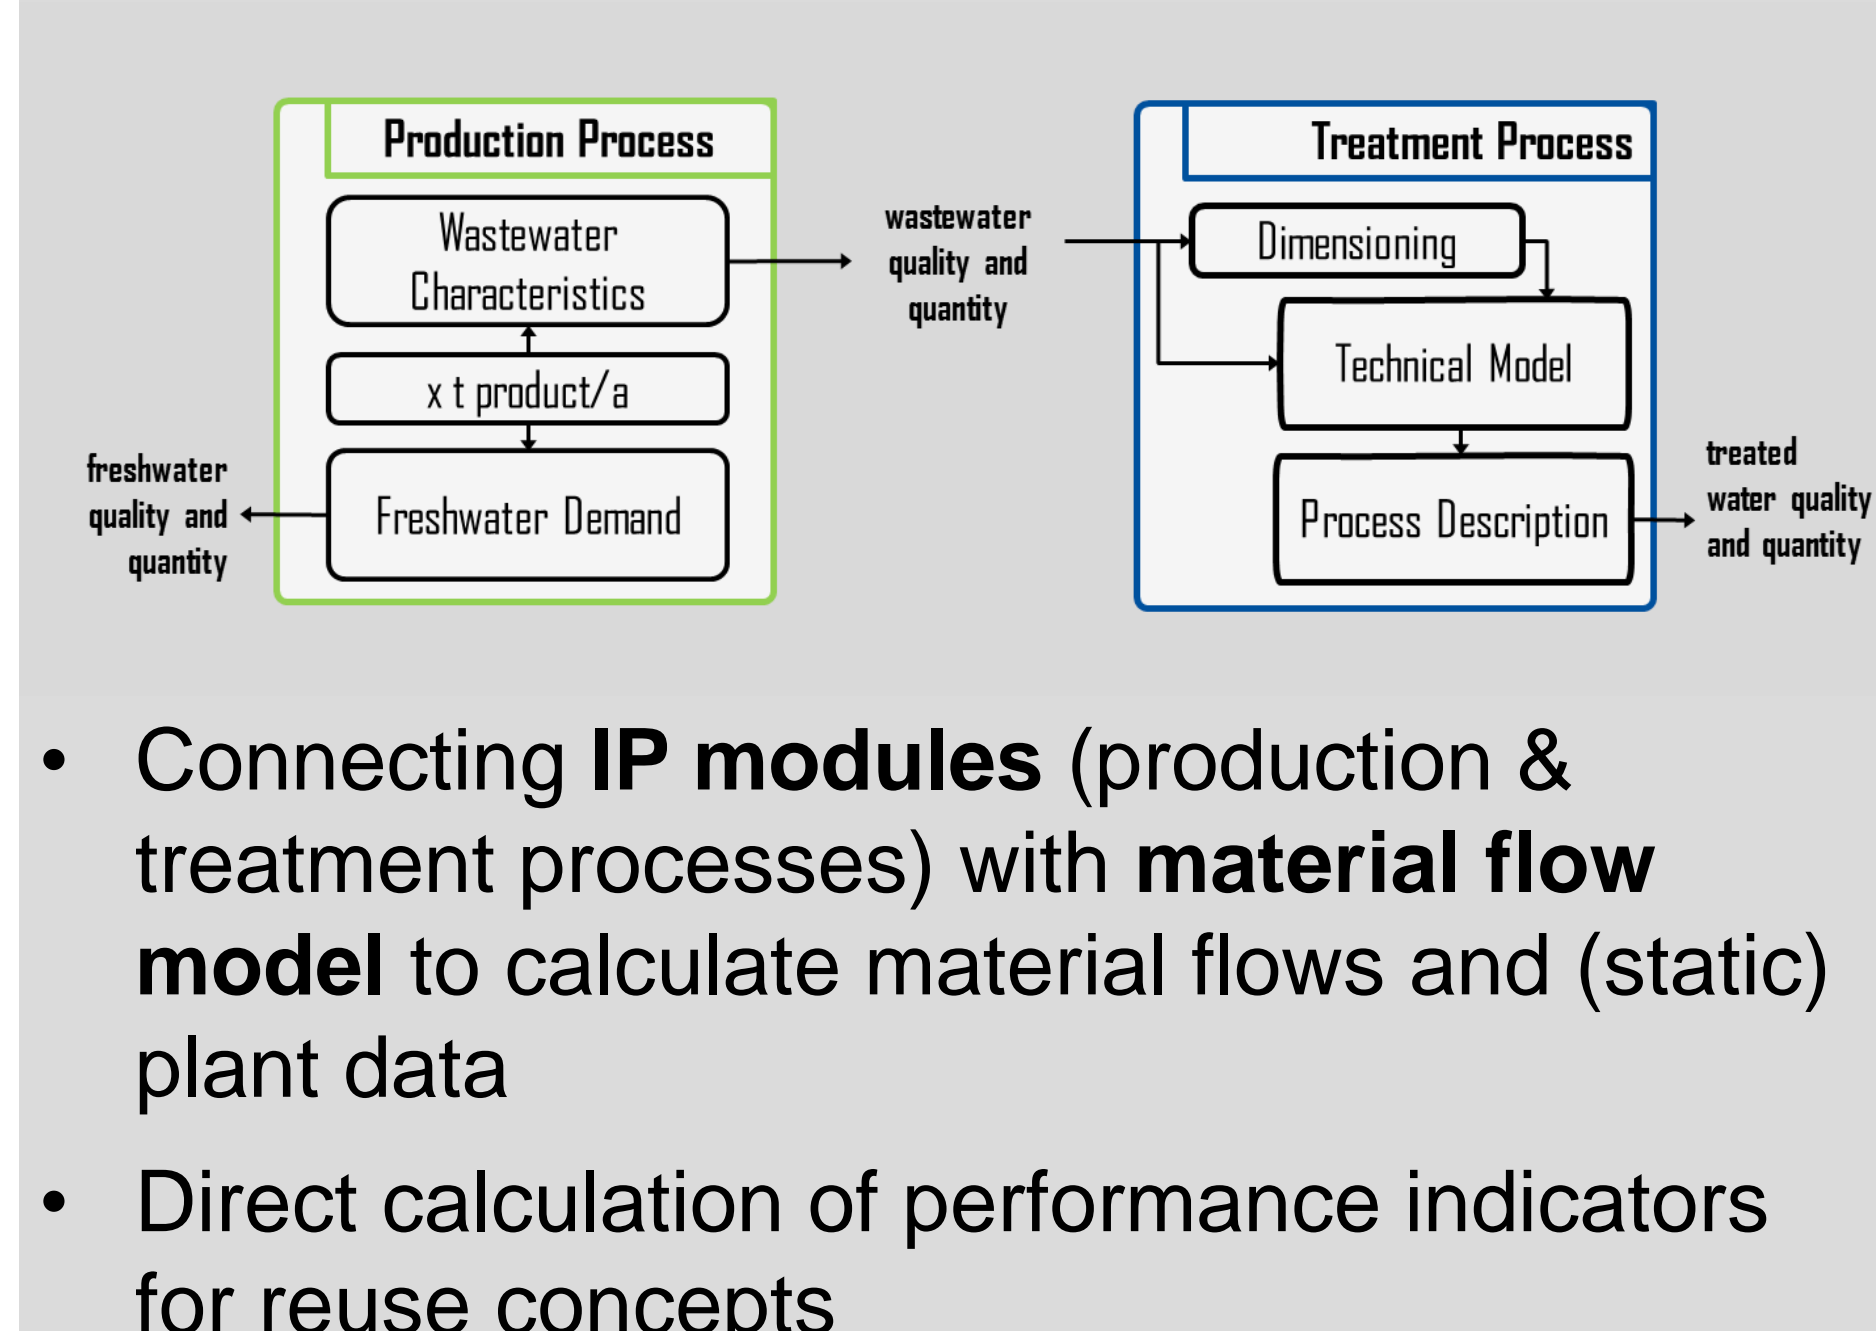 Production Process
Wastewater
Characteristics
x t product/a
Freshwater Demand
freshwater
quality and
quantity
wastewater
quality and
quantity
Treatment Process
Dimensioning
Technical Model
Process Description
treated
water quality
and quantity
• Connecting IP modules (production &
treatment processes) with material flow
model to calculate material flows and (static)
plant data
• Direct calculation of performance indicators
for reuse concepts